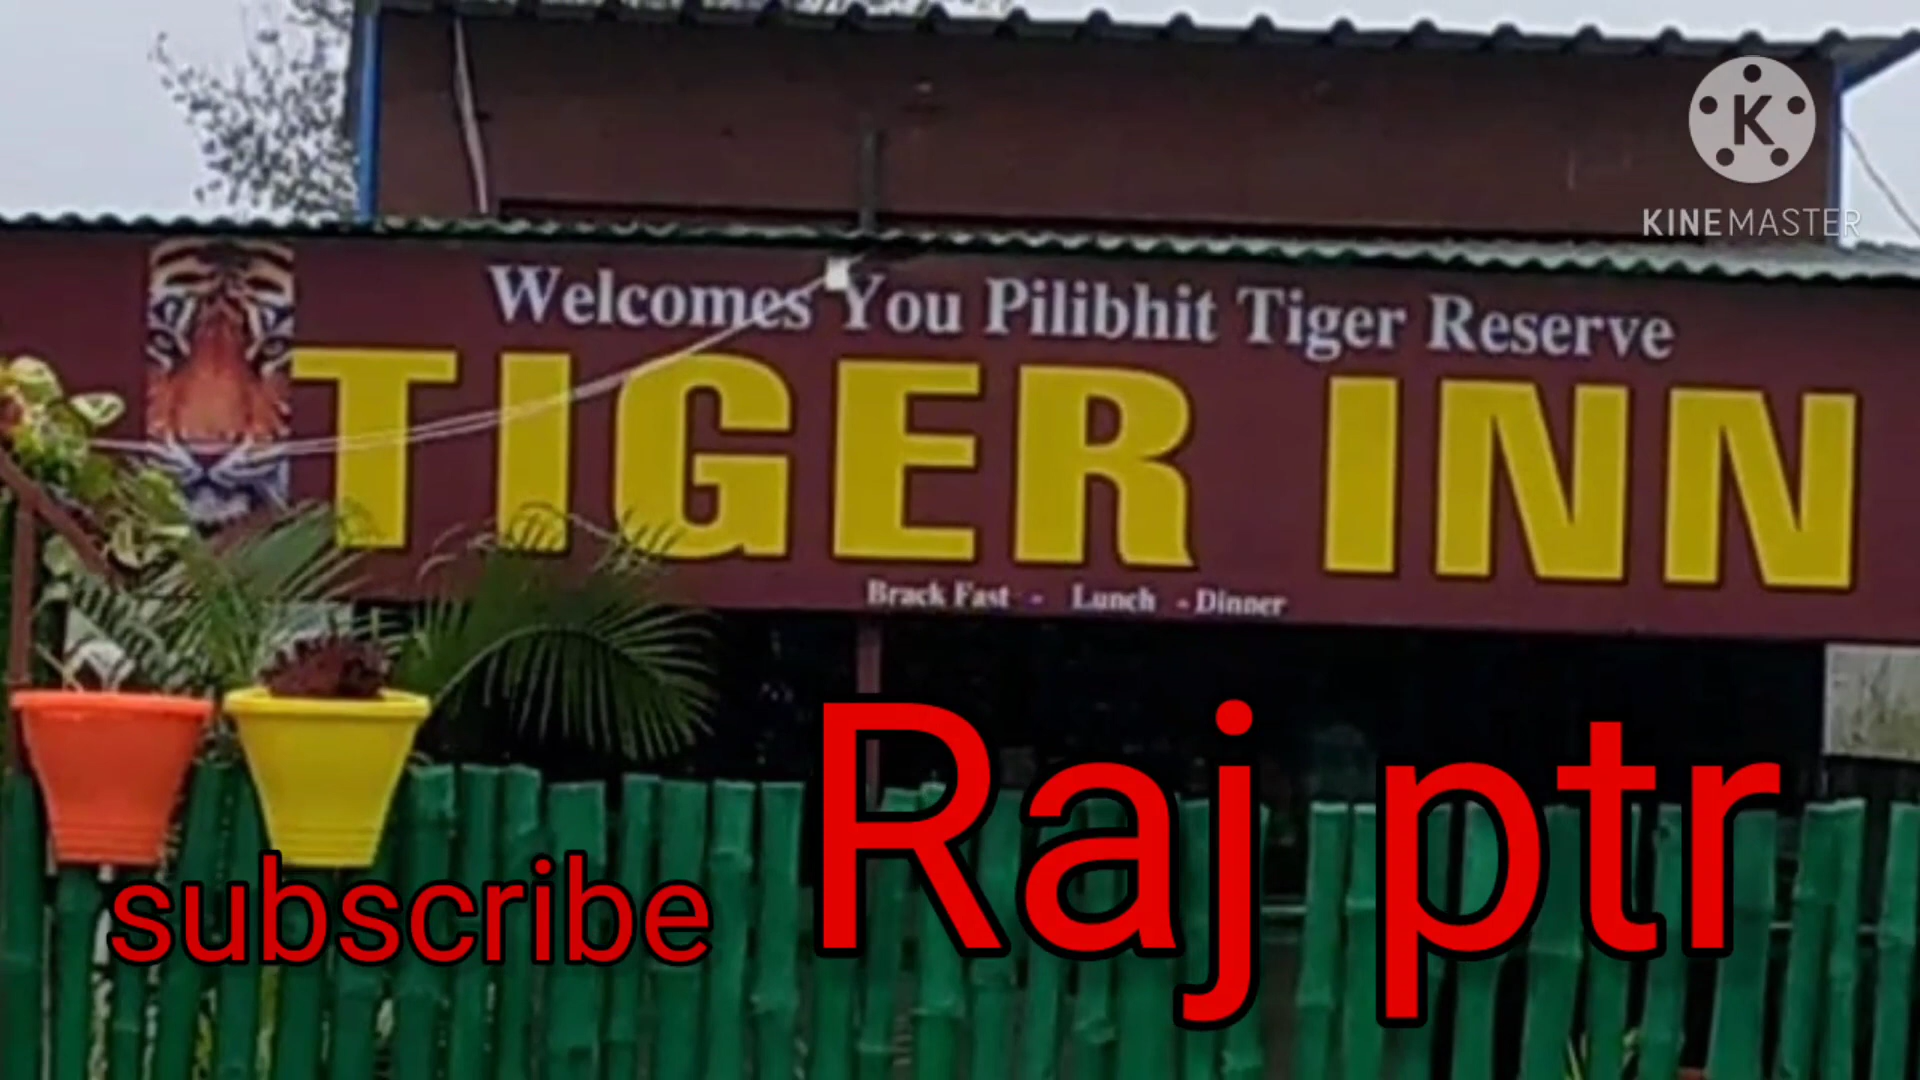 K
KINEMASTER
Welcomes You Pilibhit Tiger Reserve
TIGER INN
Brack Fast - Lunch - Dinner
Raj ptr
subscribe